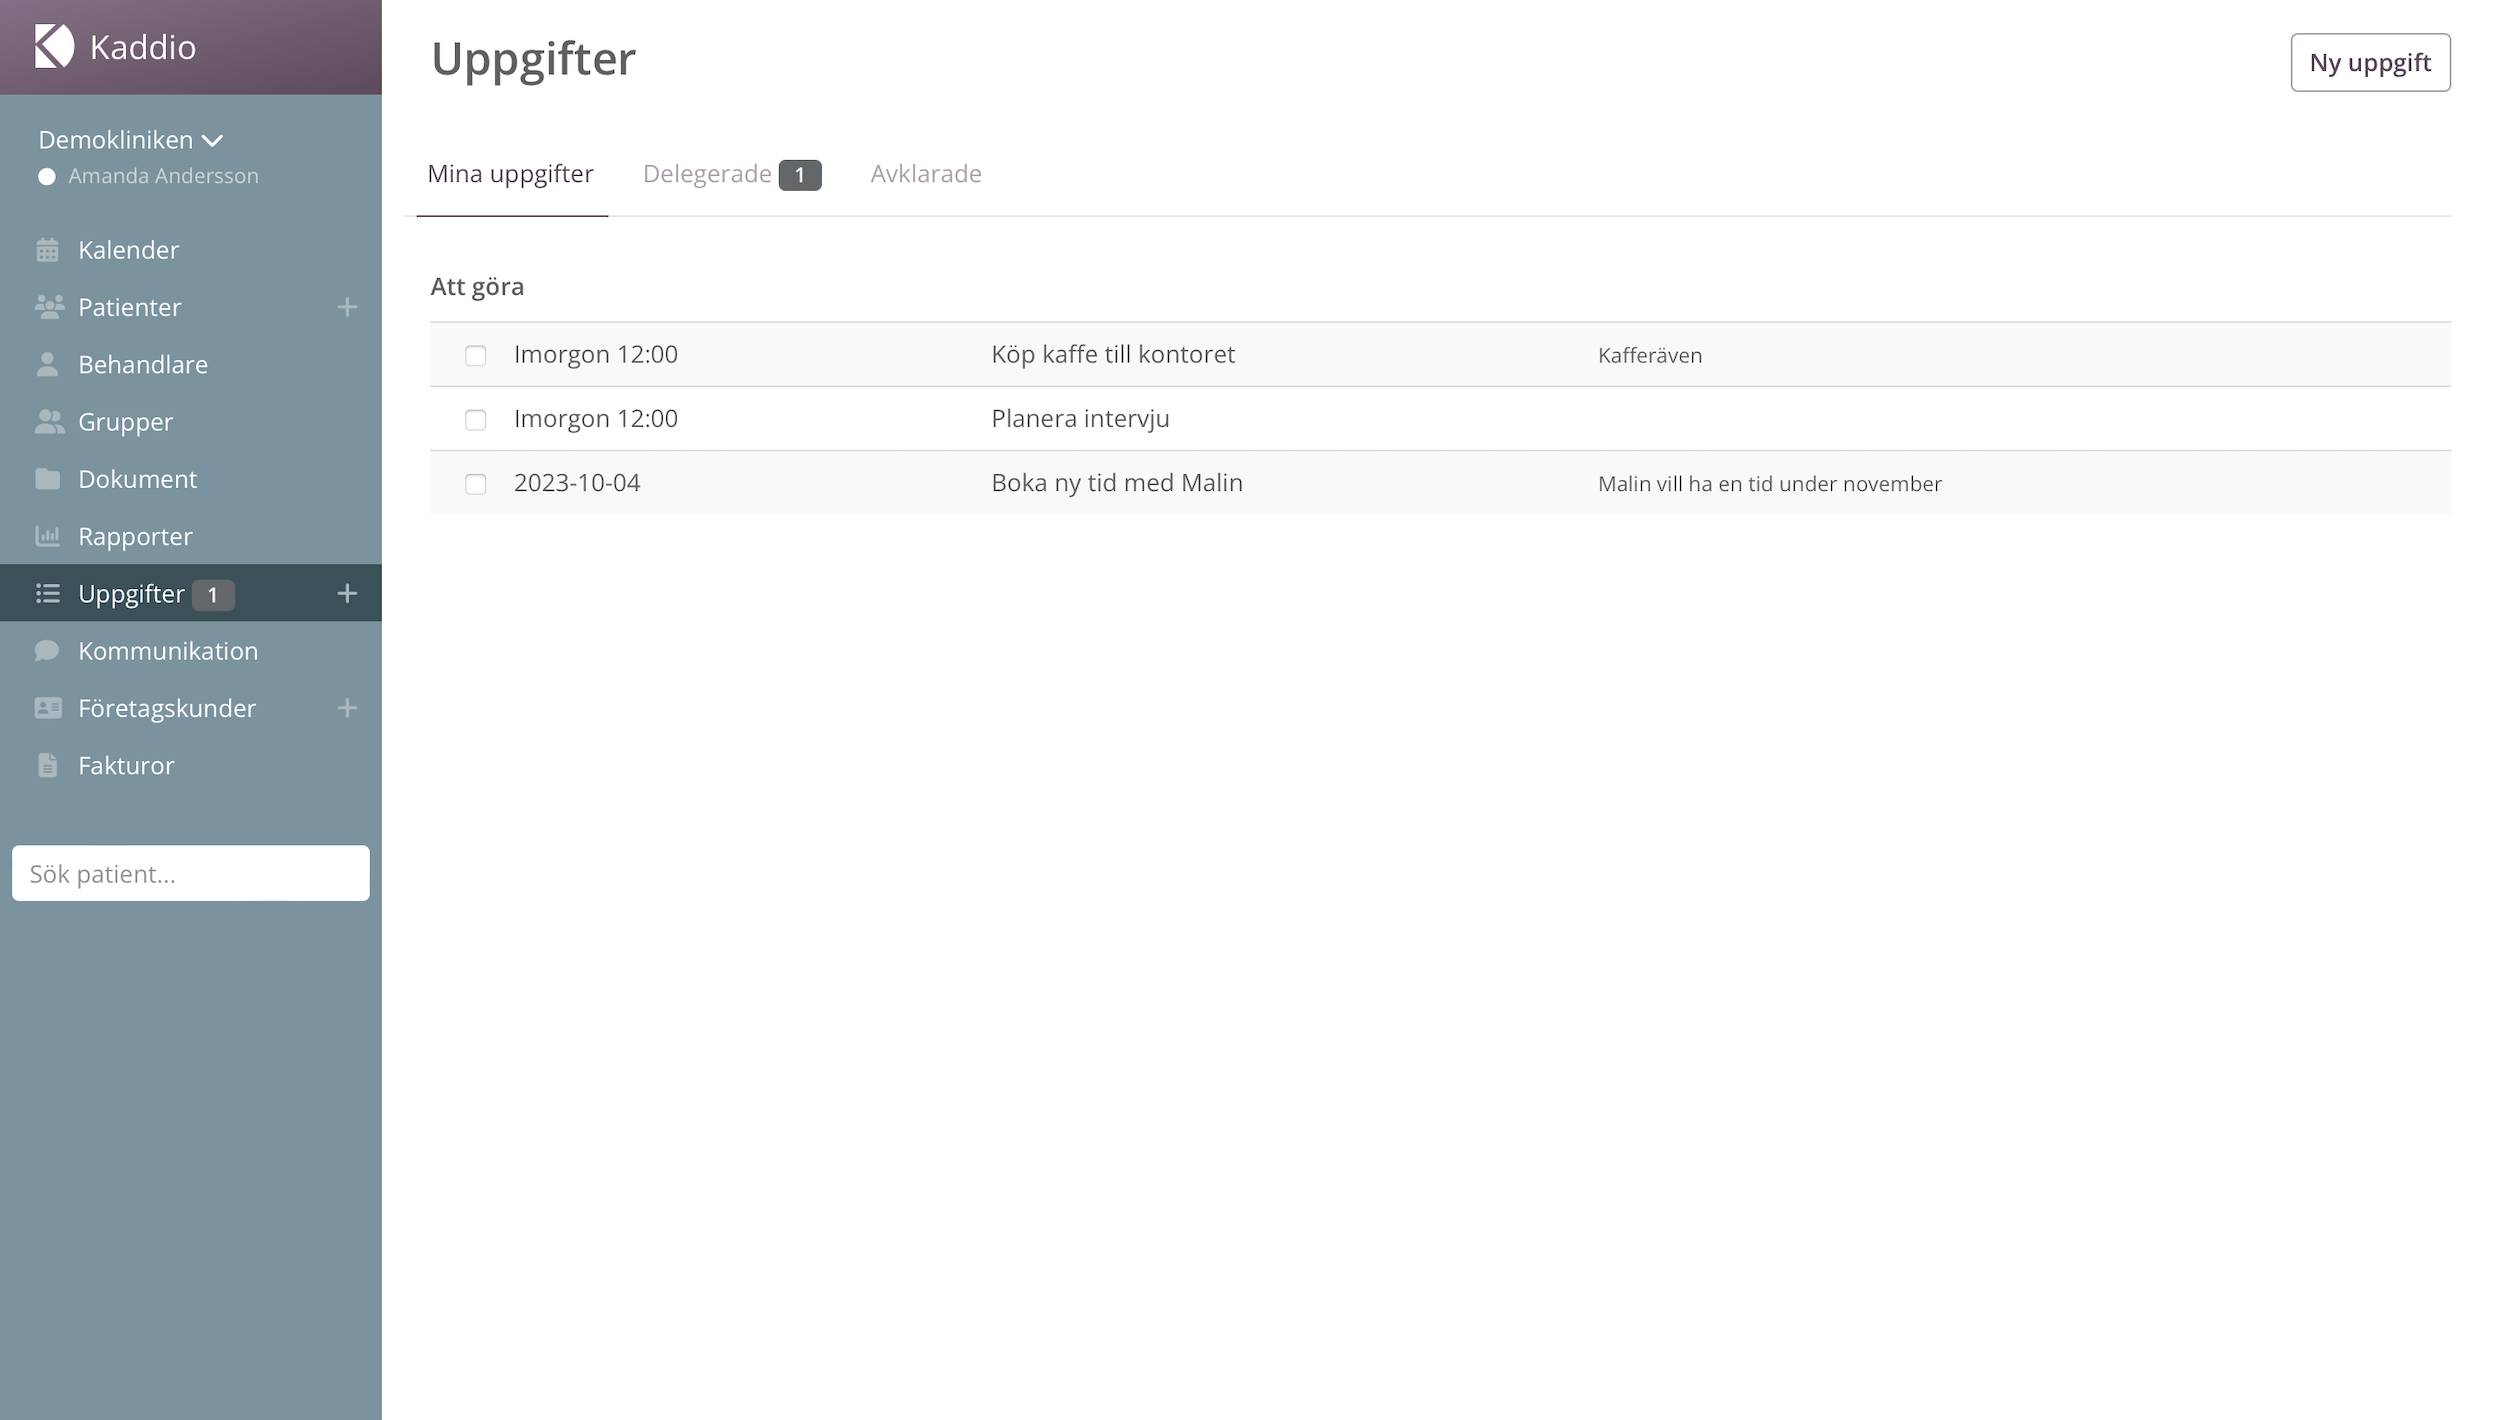 Kaddio
Demokliniken
Amanda Andersson
Kalender
Patienter
Behandlare
Grupper
Dokument
Rapporter
Uppgifter 1
Kommunikation
Företagskunder
Fakturor
Sök patient...
Uppgifter
Ny uppgift
Mina uppgifter Delegerade 1 Avklarade
Att göra
Imorgon 12:00 Köp kaffe till kontoret Kafferäven
Imorgon 12:00 Planera intervju
2023-10-04 Boka ny tid med Malin Malin vill ha en tid under november